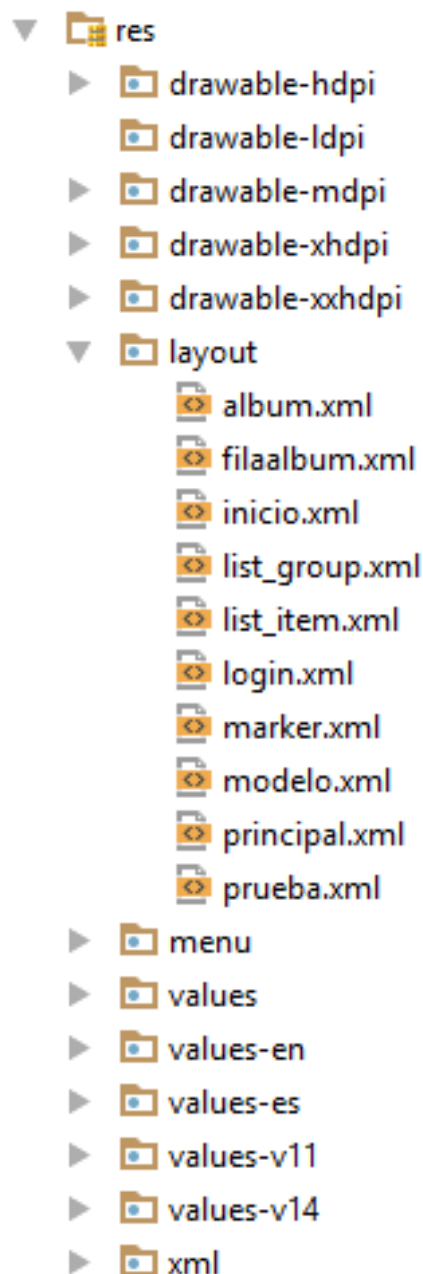 res
drawable-hdpi
drawable-ldpi
drawable-mdpi
drawable-xhdpi
drawable-xxhdpi
layout
album.xml
filaalbum.xml
inicio.xml
list_group.xml
list_item.xml
login.xml
marker.xml
modelo.xml
principal.xml
prueba.xml
menu
values
values-en
values-es
values-v11
values-v14
xml